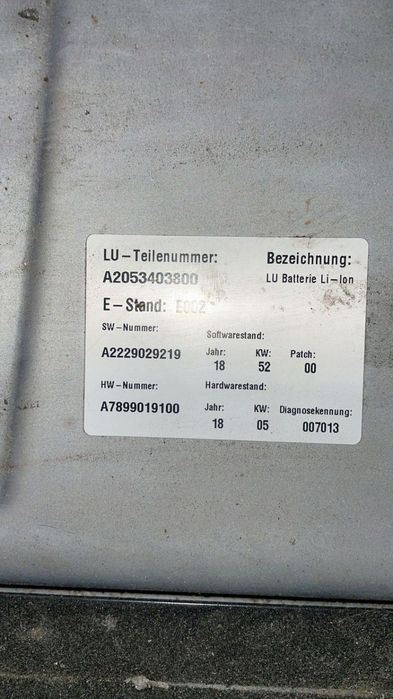 LU-Teilenummer: Bezeichnung:
A2053403800 LU Batterie Li-Ion
E-Stand: E002
SW-Nummer: Softwarestand:
A2229029219 Jahr: KW: Patch:
18 52 00
HW-Nummer: Hardwarestand:
A7899019100 Jahr: KW: Diagnosekennung:
18 05 007013